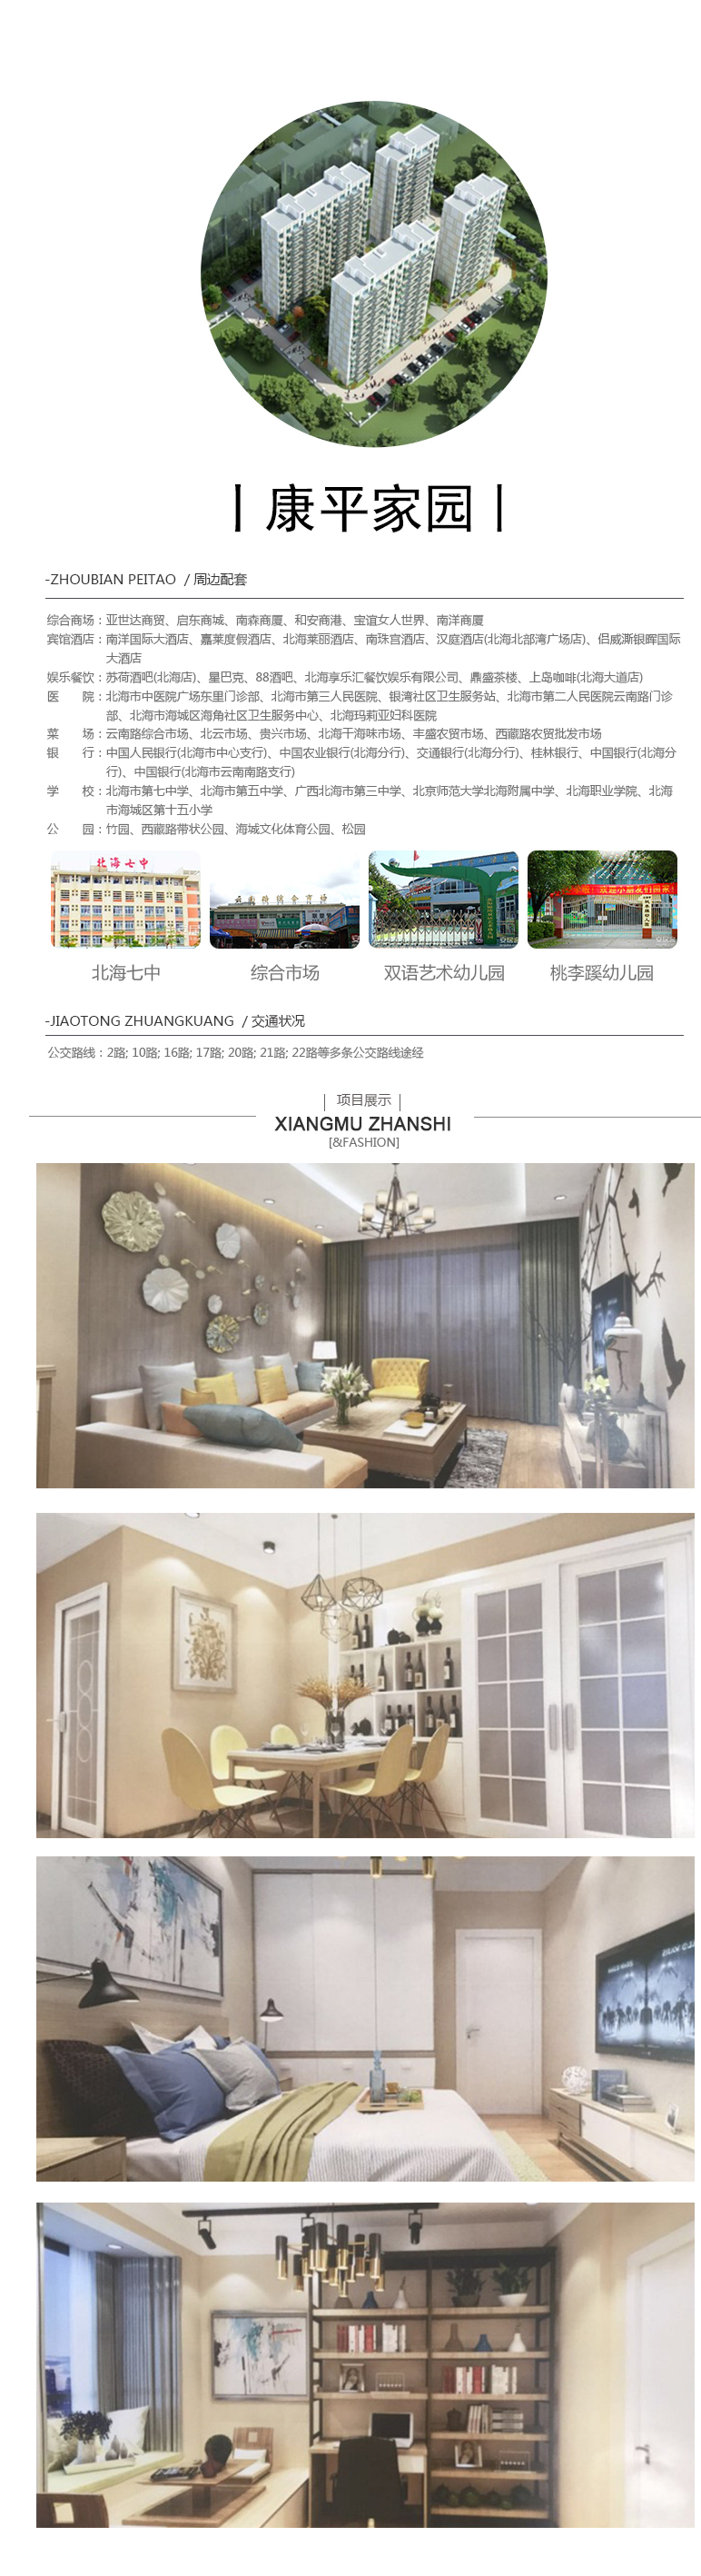 丨康平家园丨
-ZHOUBIAN PEITAO / 周边配套
综合商场：亚世达商贸、启东商城、南森商厦、和安商港、宝谊女人世界、南洋商厦
宾馆酒店：南洋国际大酒店、嘉莱度假酒店、北海莱丽酒店、南珠宫酒店、汉庭酒店(北海北部湾广场店)、侣威澌银晖国际
大酒店
娱乐餐饮：苏荷酒吧(北海店)、星巴克、88酒吧、北海享乐汇餐饮娱乐有限公司、鼎盛茶楼、上岛咖啡(北海大道店)
医　　院：北海市中医院广场东里门诊部、北海市第三人民医院、银湾社区卫生服务站、北海市第二人民医院云南路门诊
部、北海市海城区海角社区卫生服务中心、北海玛莉亚妇科医院
菜　　场：云南路综合市场、北云市场、贵兴市场、北海干海味市场、丰盛农贸市场、西藏路农贸批发市场
银　　行：中国人民银行(北海市中心支行)、中国农业银行(北海分行)、交通银行(北海分行)、桂林银行、中国银行(北海分
行)、中国银行(北海市云南南路支行)
学　　校：北海市第七中学、北海市第五中学、广西北海市第三中学、北京师范大学北海附属中学、北海职业学院、北海
市海城区第十五小学
公　　园：竹园、西藏路带状公园、海城文化体育公园、松园
北海七中
北海七中 综合市场 双语艺术幼儿园 桃李蹊幼儿园
-JIAOTONG ZHUANGKUANG / 交通状况
公交路线：2路; 10路; 16路; 17路; 20路; 21路; 22路等多条公交路线途经
| 项目展示 |
XIANGMU ZHANSHI
[&FASHION]